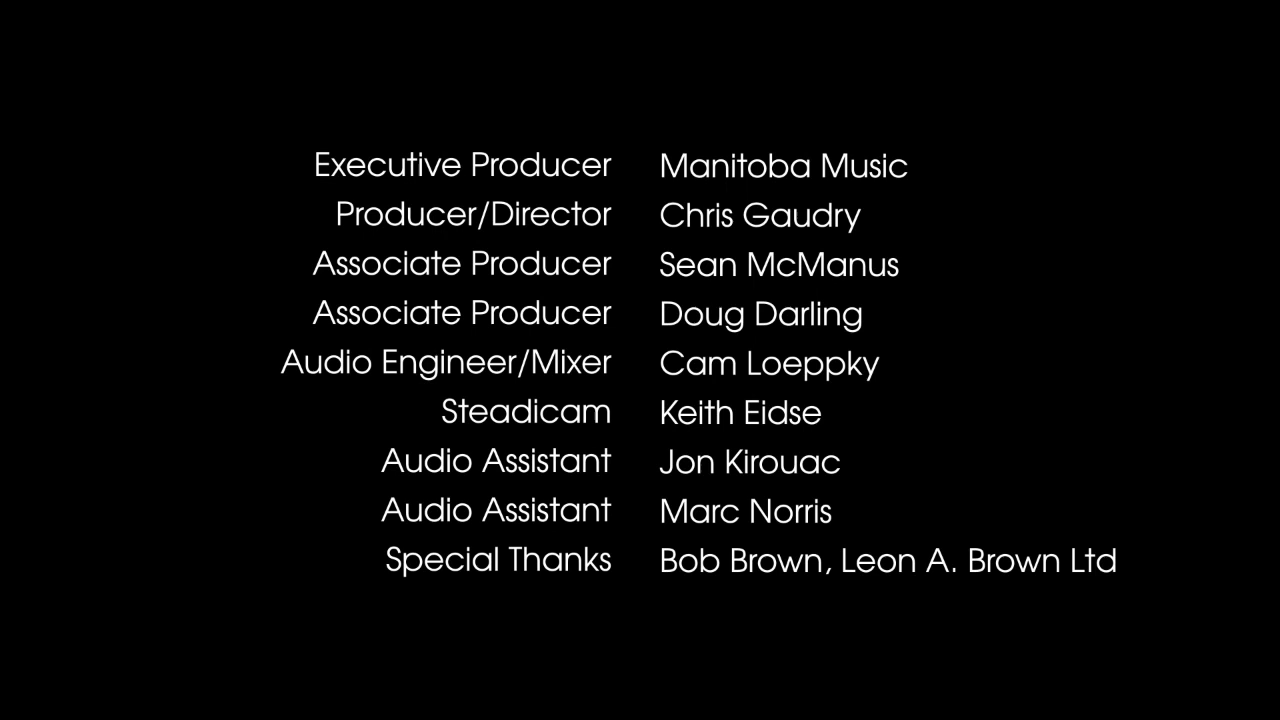 Executive Producer Manitoba Music
Producer/Director Chris Gaudry
Associate Producer Sean McManus
Associate Producer Doug Darling
Audio Engineer/Mixer Cam Loeppky
Steadicam Keith Eidse
Audio Assistant Jon Kirouac
Audio Assistant Marc Norris
Special Thanks Bob Brown, Leon A. Brown Ltd